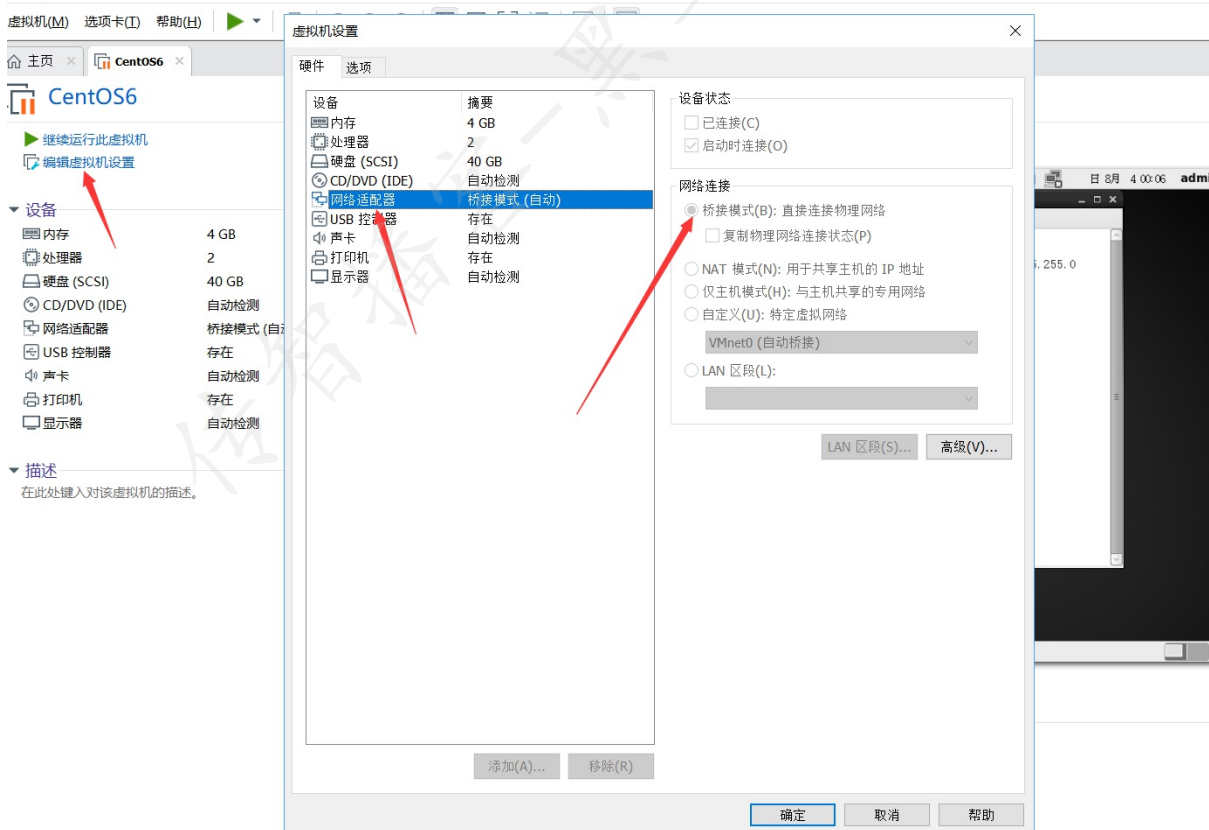 虚拟机(M) 选项卡(T) 帮助(H)
主页 CentOS6
CentOS6
继续运行此虚拟机
编辑虚拟机设置
设备
内存 4 GB
处理器 2
硬盘 (SCSI) 40 GB
CD/DVD (IDE) 自动检测
网络适配器 桥接模式 (自
USB 控制器 存在
声卡 自动检测
打印机 存在
显示器 自动检测
描述
在此处键入对该虚拟机的描述。
虚拟机设置
硬件 选项
设备 摘要
内存 4 GB
处理器 2
硬盘 (SCSI) 40 GB
CD/DVD (IDE) 自动检测
网络适配器 桥接模式 (自动)
USB 控制器 存在
声卡 自动检测
打印机 存在
显示器 自动检测
添加(A)... 移除(R)
设备状态
已连接(C)
启动时连接(O)
网络连接
桥接模式(B): 直接连接物理网络
复制物理网络连接状态(P)
NAT 模式(N): 用于共享主机的 IP 地址
仅主机模式(H): 与主机共享的专用网络
自定义(U): 特定虚拟网络
VMnet0 (自动桥接)
LAN 区段(L):
LAN 区段(S)... 高级(V)...
确定 取消 帮助
日 8月 4 00:06 admi
.255.0
传智播客—黑